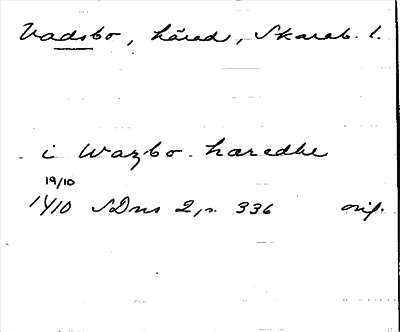 Vadsbo, härad, Skarab. l.
i Wazbo haredhe
19/10
1410 SDns 2, s. 336 orig.